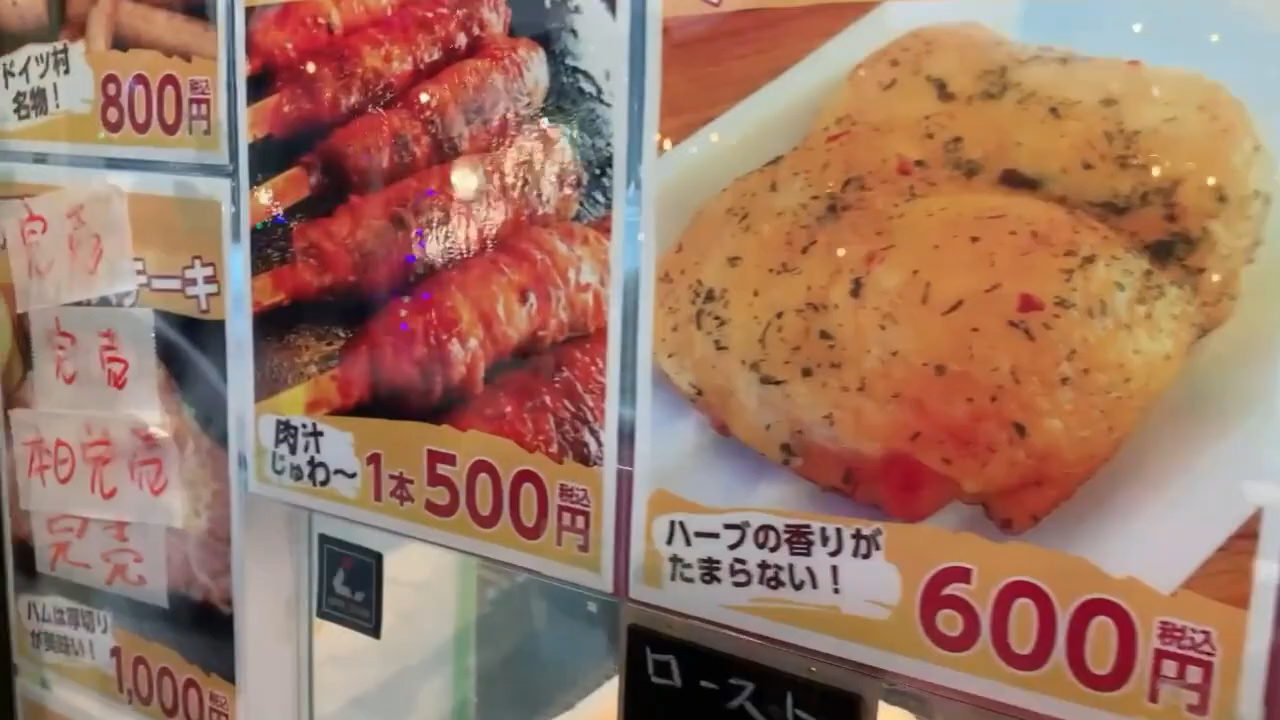 ドイツ村
名物！
800円税込
完売
ーキ
完売
本日完売
完売
ハムは厚切り
が美味い！
1,000円税込
肉汁
じゅわ～
1本500円税込
ハーブの香りが
たまらない！
600円税込
ロースト